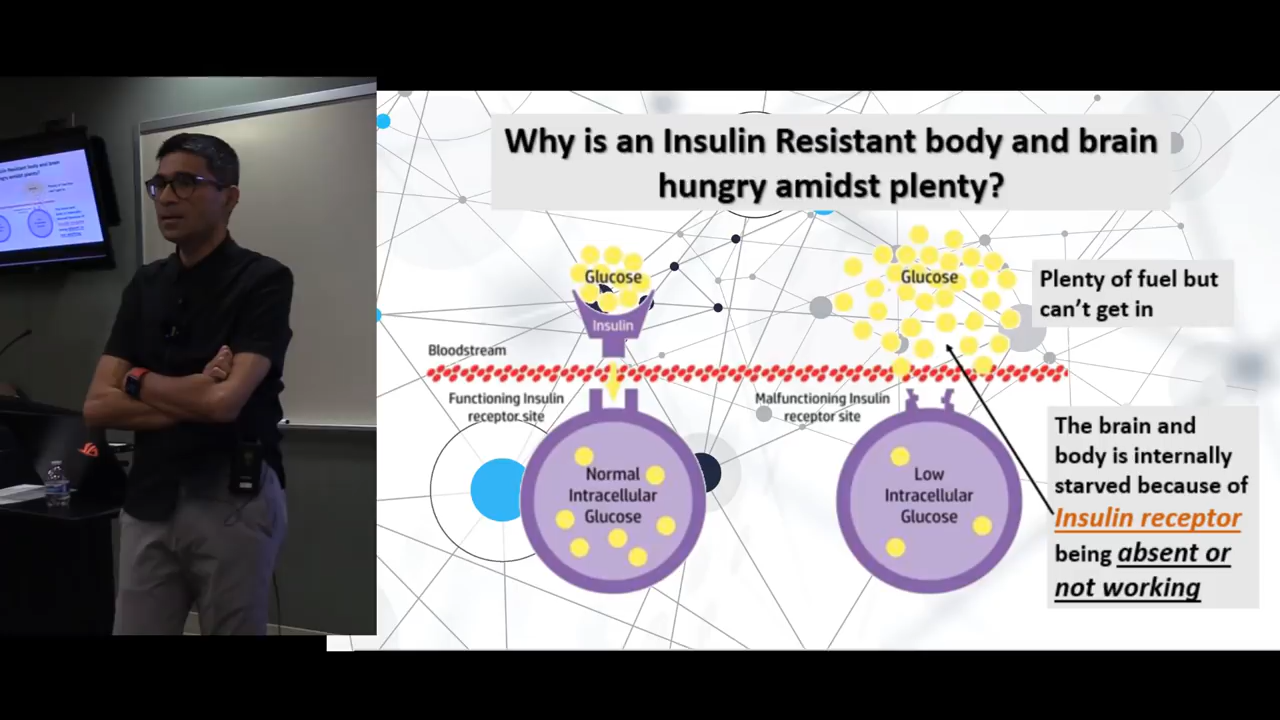 Why is an Insulin Resistant body and brain
hungry amidst plenty?
Glucose
Insulin
Bloodstream
Functioning Insulin
receptor site
Normal
Intracellular
Glucose
Glucose
Plenty of fuel but
can't get in
Malfunctioning Insulin
receptor site
Low
Intracellular
Glucose
The brain and
body is internally
starved because of
Insulin receptor
being absent or
not working